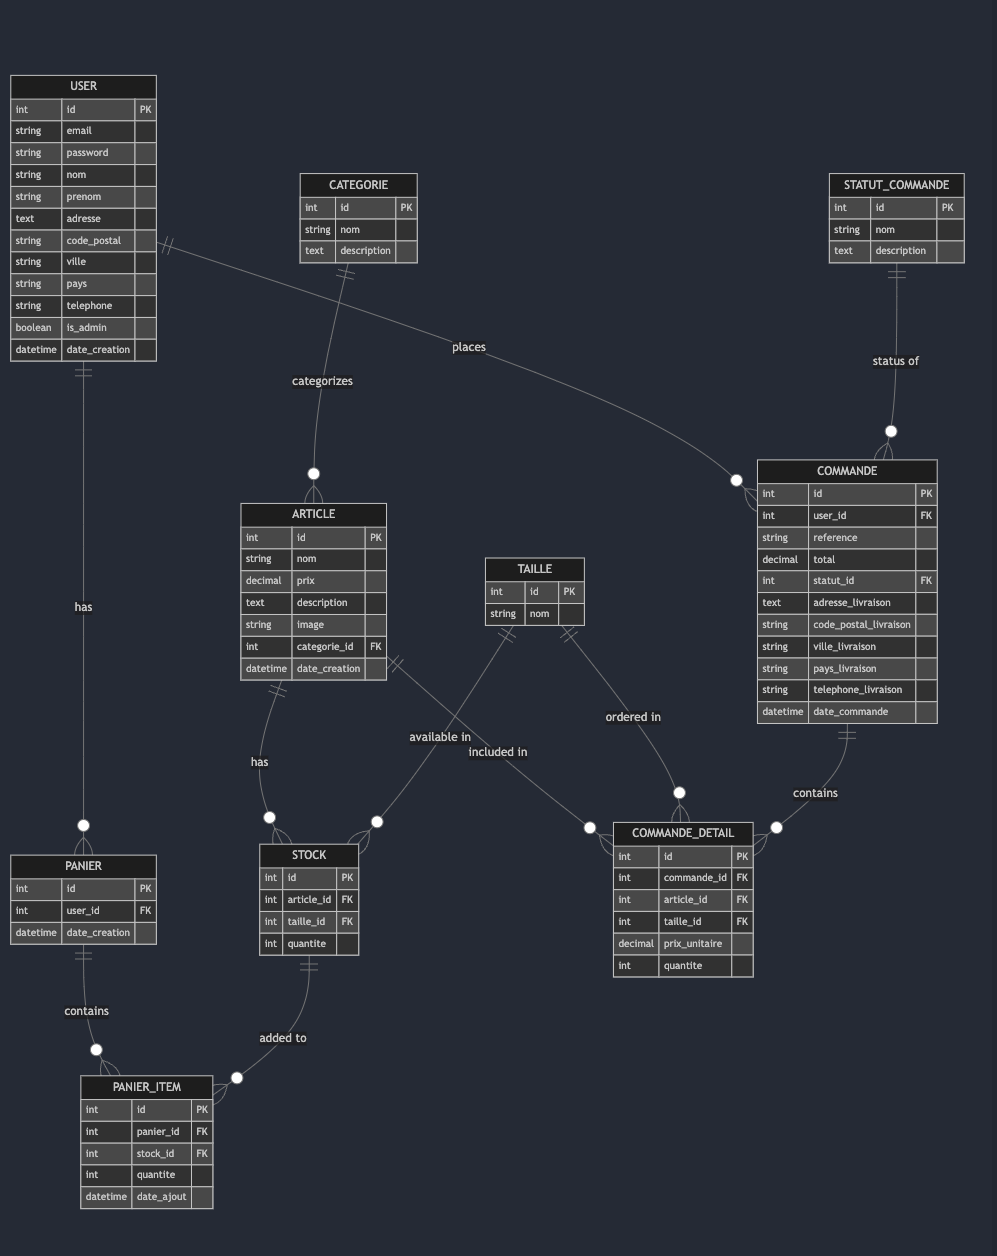 USER
int id PK
string email
string password
string nom
string prenom
text adresse
string code_postal
string ville
string pays
string telephone
boolean is_admin
datetime date_creation
CATEGORIE
int id PK
string nom
text description
STATUT_COMMANDE
int id PK
string nom
text description
places
status of
categorizes
COMMANDE
int id PK
int user_id FK
string reference
decimal total
int statut_id FK
text adresse_livraison
string code_postal_livraison
string ville_livraison
string pays_livraison
string telephone_livraison
datetime date_commande
ARTICLE
int id PK
string nom
decimal prix
text description
string image
int categorie_id FK
datetime date_creation
TAILLE
int id PK
string nom
has
ordered in
available in
included in
has
contains
COMMANDE_DETAIL
int id PK
int commande_id FK
int article_id FK
int taille_id FK
decimal prix_unitaire
int quantite
STOCK
int id PK
int article_id FK
int taille_id FK
int quantite
PANIER
int id PK
int user_id FK
datetime date_creation
contains
added to
PANIER_ITEM
int id PK
int panier_id FK
int stock_id FK
int quantite
datetime date_ajout